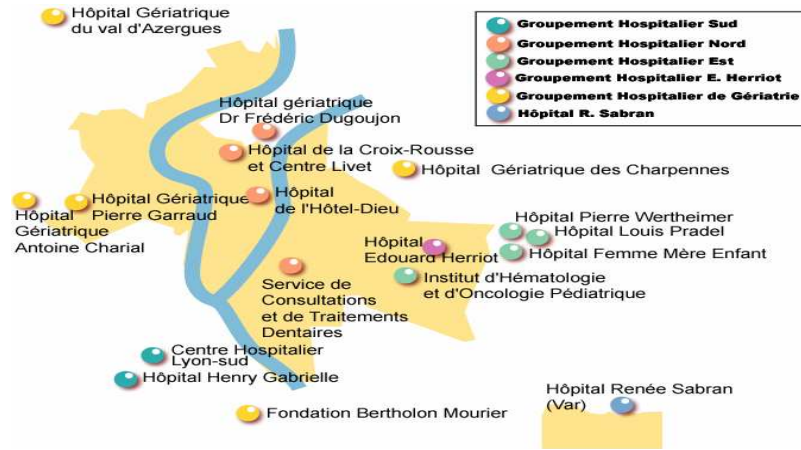 Hôpital Gériatrique
du val d'Azergues
Groupement Hospitalier Sud
Groupement Hospitalier Nord
Groupement Hospitalier Est
Groupement Hospitalier E. Herriot
Groupement Hospitalier de Gériatrie
Hôpital R. Sabran
Hôpital gériatrique
Dr Frédéric Dugoujon
Hôpital de la Croix-Rousse
et Centre Livet
Hôpital Gériatrique des Charpennes
Hôpital Gériatrique
Pierre Garraud
Hôpital
de l'Hôtel-Dieu
Hôpital
Gériatrique
Antoine Charial
Hôpital Pierre Wertheimer
Hôpital Louis Pradel
Hôpital Femme Mère Enfant
Hôpital
Edouard Herriot
Institut d'Hématologie
et d'Oncologie Pédiatrique
Service de
Consultations
et de Traitements
Dentaires
Centre Hospitalier
Lyon-sud
Hôpital Henry Gabrielle
Fondation Bertholon Mourier
Hôpital Renée Sabran
(Var)